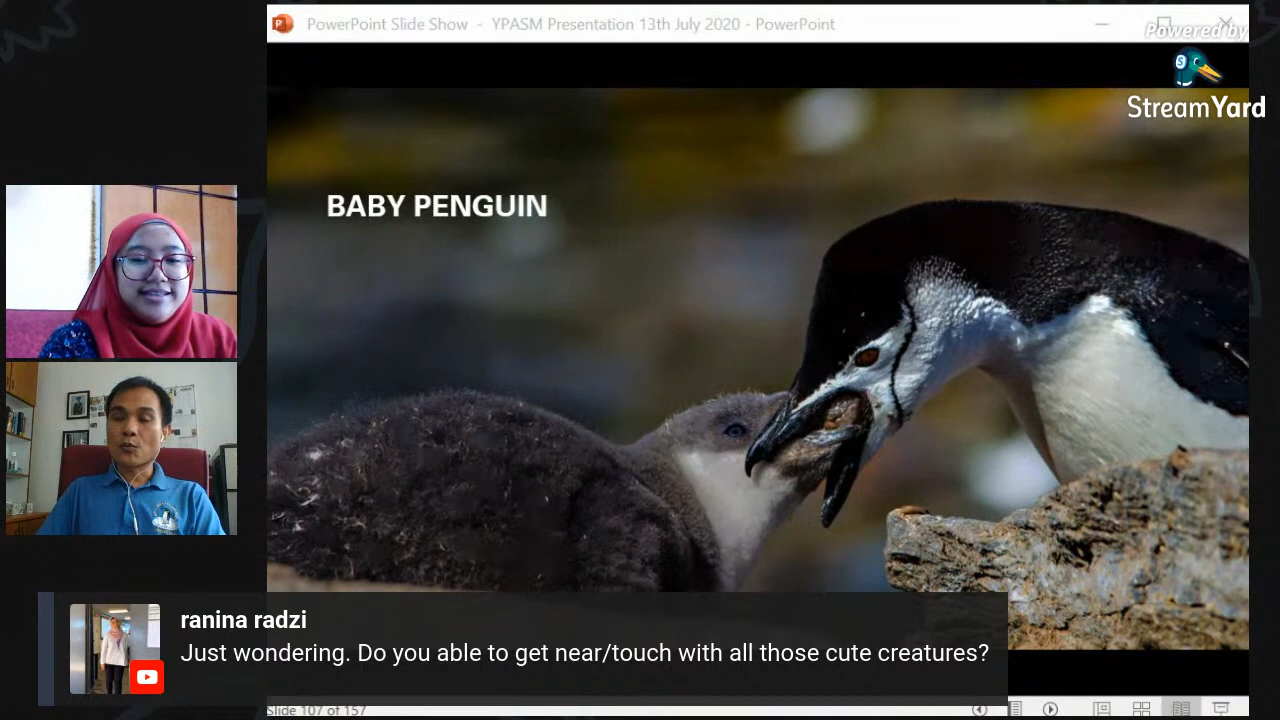 PowerPoint Slide Show - YPASM Presentation 13th July 2020 - PowerPoint
Powered by
StreamYard
BABY PENGUIN
ranina radzi
Just wondering. Do you able to get near/touch with all those cute creatures?
Slide 107 of 157